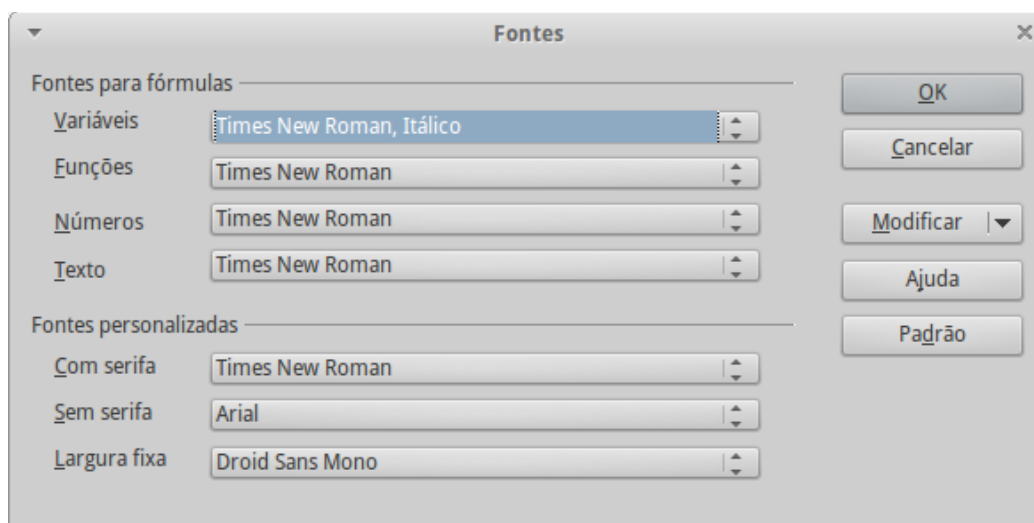 Fontes
Fontes para fórmulas
Variáveis Times New Roman, Itálico
Funções Times New Roman
Números Times New Roman
Texto Times New Roman
Fontes personalizadas
Com serifa Times New Roman
Sem serifa Arial
Largura fixa Droid Sans Mono
OK
Cancelar
Modificar
Ajuda
Padrão